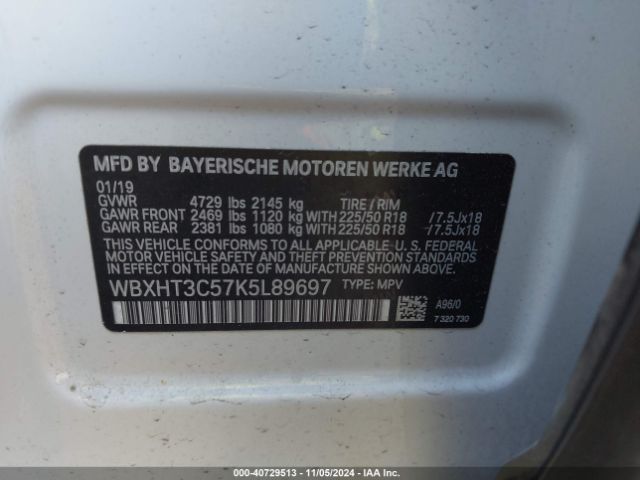 MFD BY BAYERISCHE MOTOREN WERKE AG
01/19
GVWR 4729 lbs 2145 kg TIRE / RIM
GAWR FRONT 2469 lbs 1120 kg WITH 225/50 R18 /7.5Jx18
GAWR REAR 2381 lbs 1080 kg WITH 225/50 R18 /7.5Jx18
THIS VEHICLE CONFORMS TO ALL APPLICABLE U. S. FEDERAL
MOTOR VEHICLE SAFETY AND THEFT PREVENTION STANDARDS
IN EFFECT ON THE DATE OF MANUFACTURE SHOWN ABOVE.
WBXHT3C57K5L89697 TYPE: MPV
A96/0
7 320 730
000-40729513 - 11/05/2024 - IAA Inc.